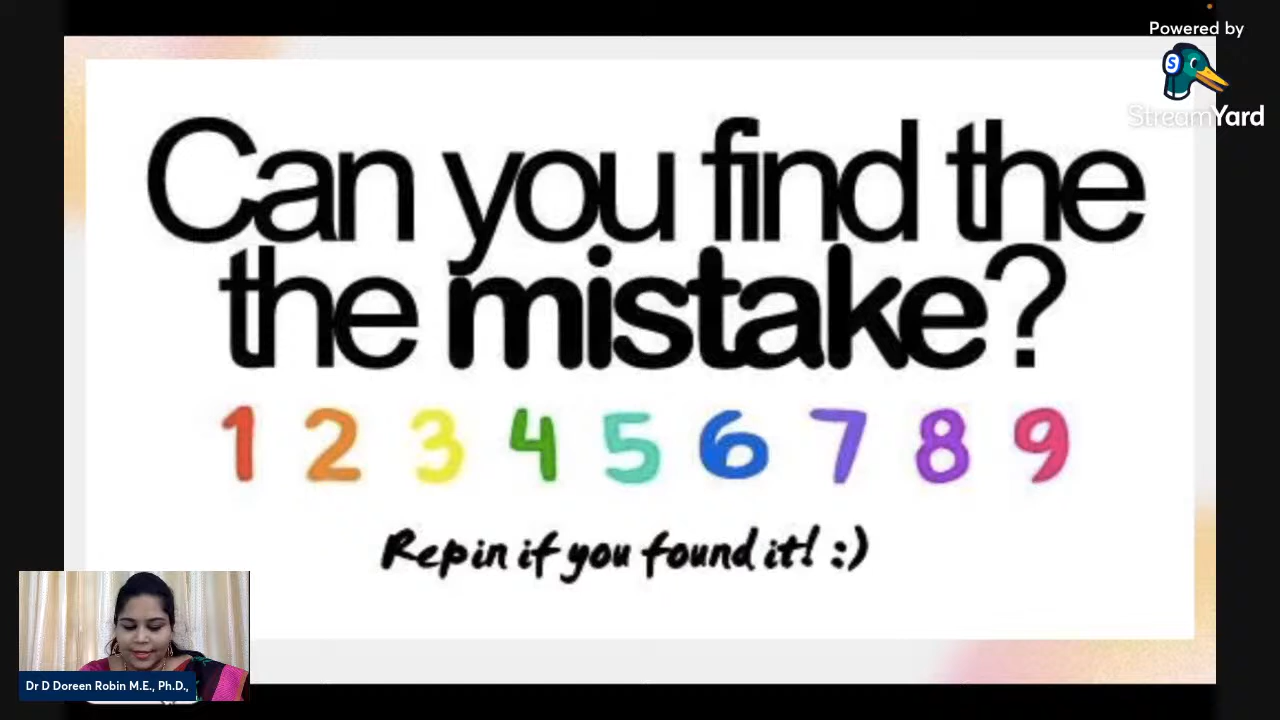 Powered by
StreamYard
Can you find the
the mistake?
1 2 3 4 5 6 7 8 9
Repin if you found it! :)
Dr D Doreen Robin M.E., Ph.D.,